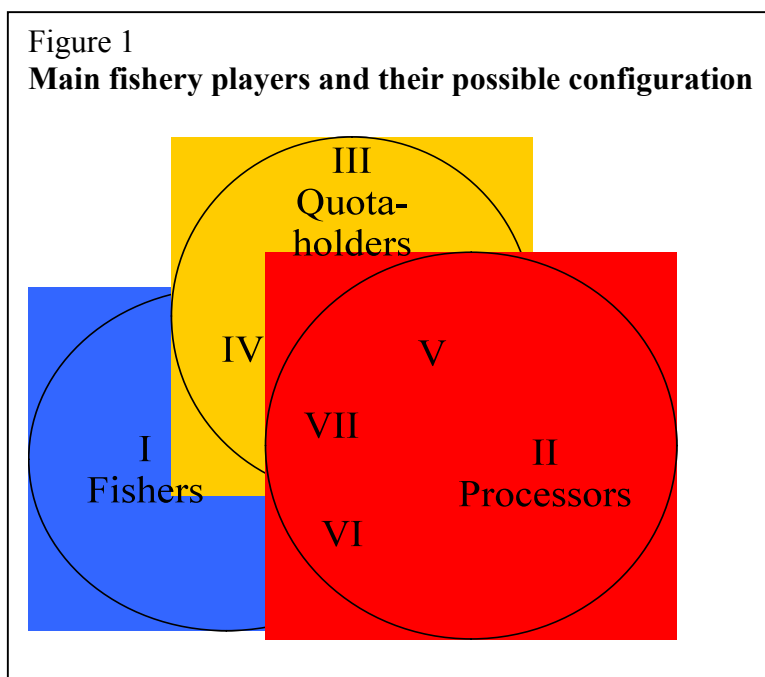 Figure 1
Main fishery players and their possible configuration
III
Quota-
holders
IV
V
VII
I
Fishers
II
Processors
VI